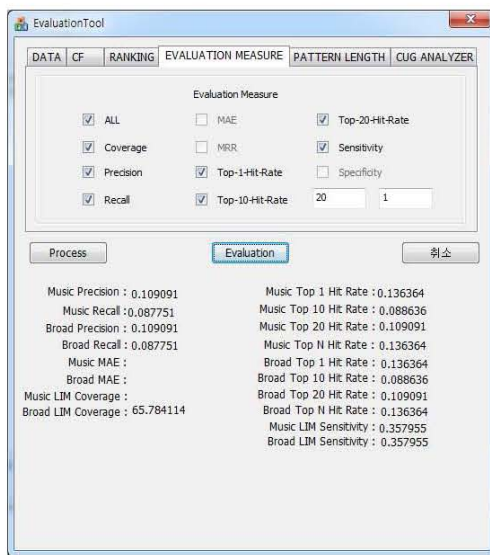 EvaluationTool
DATA CF RANKING EVALUATION MEASURE PATTERN LENGTH CUG ANALYZER
Evaluation Measure
ALL MAE Top-20-Hit-Rate
Coverage MRR Sensitivity
Precision Top-1-Hit-Rate Specificity
Recall Top-10-Hit-Rate 20 1
Process Evaluation 취소
Music Precision : 0.109091
Music Recall : 0.087751
Broad Precision : 0.109091
Broad Recall : 0.087751
Music MAE :
Broad MAE :
Music LIM Coverage :
Broad LIM Coverage : 65.784114
Music Top 1 Hit Rate : 0.136364
Music Top 10 Hit Rate : 0.088636
Music Top 20 Hit Rate : 0.109091
Music Top N Hit Rate : 0.136364
Broad Top 1 Hit Rate : 0.136364
Broad Top 10 Hit Rate : 0.088636
Broad Top 20 Hit Rate : 0.109091
Broad Top N Hit Rate : 0.136364
Music LIM Sensitivity : 0.357955
Broad LIM Sensitivity : 0.357955